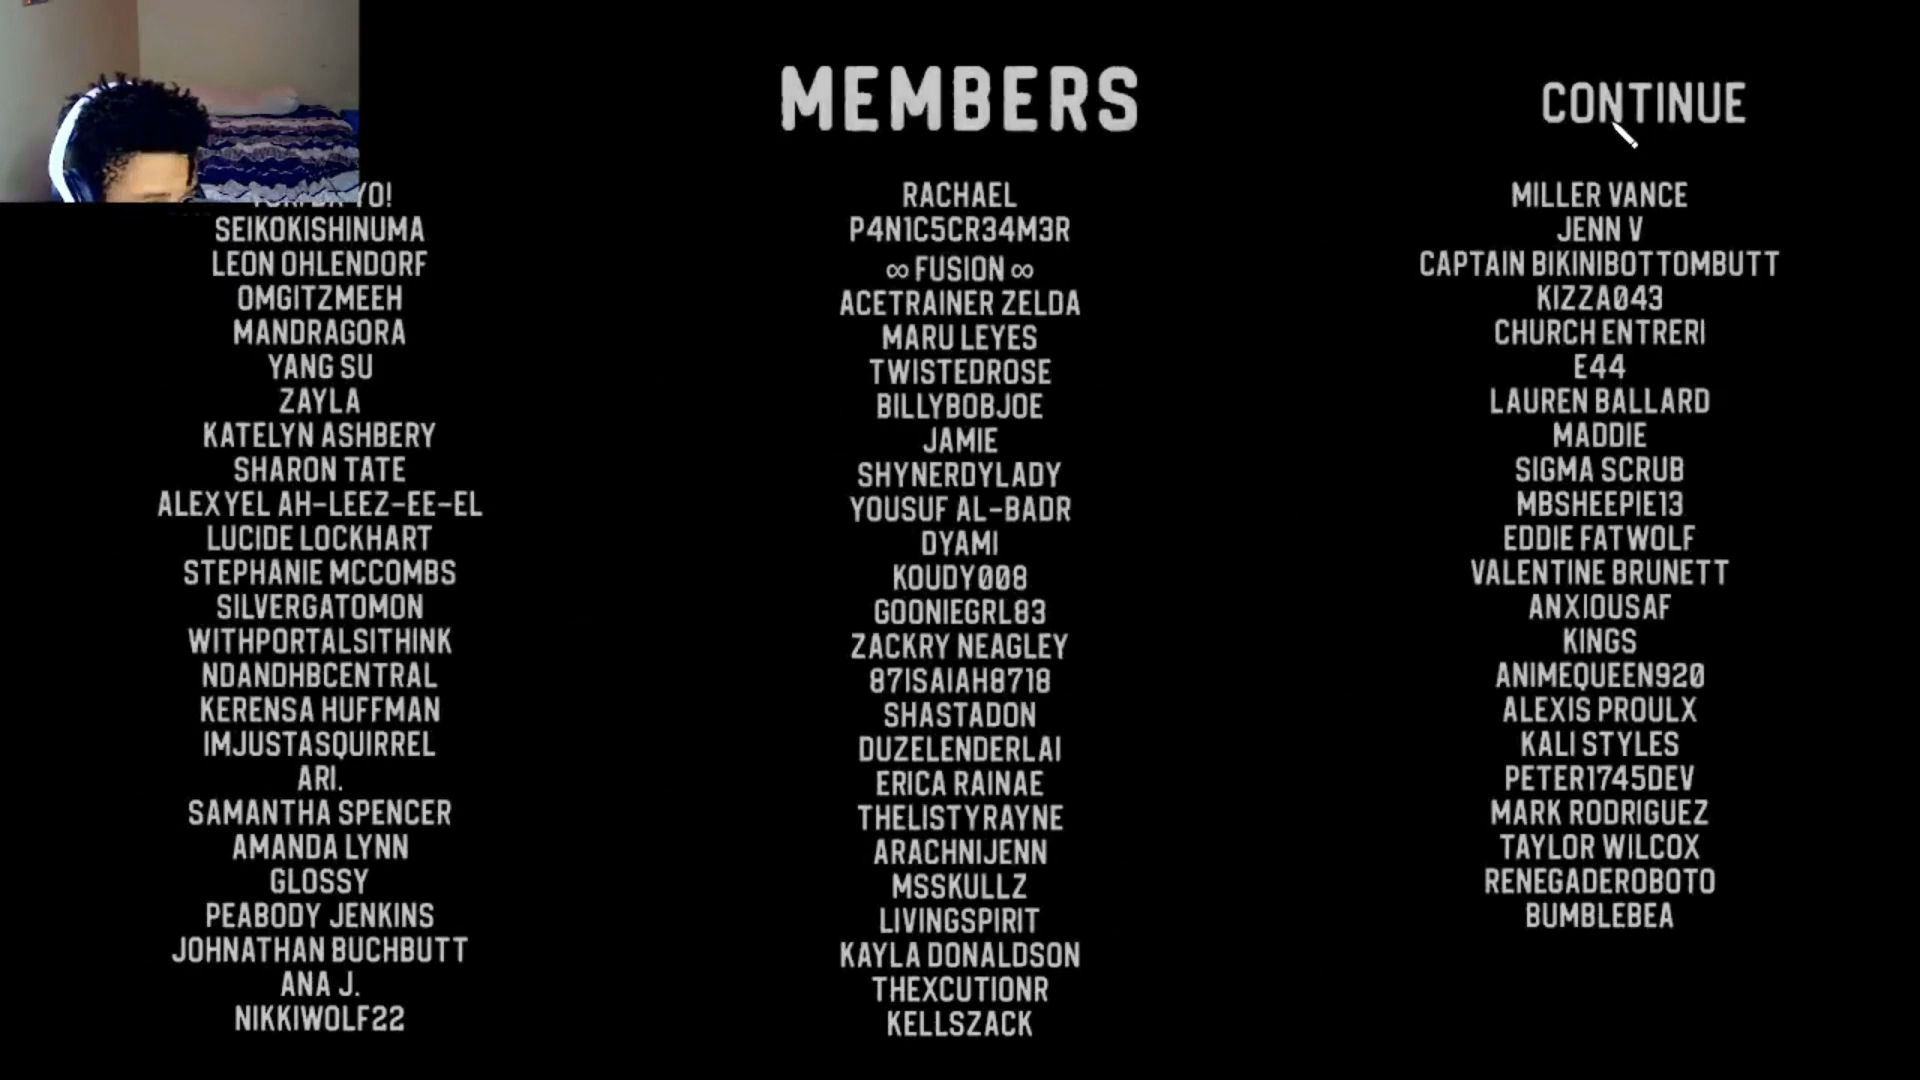 MEMBERS
CONTINUE
YO!
SEIKOKISHINUMA
LEON OHLENDORF
OMGITZMEEH
MANDRAGORA
YANG SU
ZAYLA
KATELYN ASHBERY
SHARON TATE
ALEXYEL AH-LEEZ-EE-EL
LUCIDE LOCKHART
STEPHANIE MCCOMBS
SILVERGATOMON
WITHPORTALSITHINK
NDANDHBCENTRAL
KERENSA HUFFMAN
IMJUSTASQUIRREL
ARI.
SAMANTHA SPENCER
AMANDA LYNN
GLOSSY
PEABODY JENKINS
JOHNATHAN BUCHBUTT
ANA J.
NIKKIWOLF22
RACHAEL
P4N1C5CR34M3R
∞ FUSION ∞
ACETRAINER ZELDA
MARU LEYES
TWISTEDROSE
BILLYBOBJOE
JAMIE
SHYNERDYLADY
YOUSUF AL-BADR
DYAMI
KOUDY008
GOONIEGRL83
ZACKRY NEAGLEY
87ISAIAH8718
SHASTADON
DUZELENDERLAI
ERICA RAINAE
THELISTYRAYNE
ARACHNIJENN
MSSKULLZ
LIVINGSPIRIT
KAYLA DONALDSON
THEXCUTIONR
KELLSZACK
MILLER VANCE
JENN V
CAPTAIN BIKINIBOTTOMBUTT
KIZZA043
CHURCH ENTRERI
E44
LAUREN BALLARD
MADDIE
SIGMA SCRUB
MBSHEEPIE13
EDDIE FATWOLF
VALENTINE BRUNETT
ANXIOUSAF
KINGS
ANIMEQUEEN920
ALEXIS PROULX
KALI STYLES
PETER1745DEV
MARK RODRIGUEZ
TAYLOR WILCOX
RENEGADEROBOTO
BUMBLEBEA